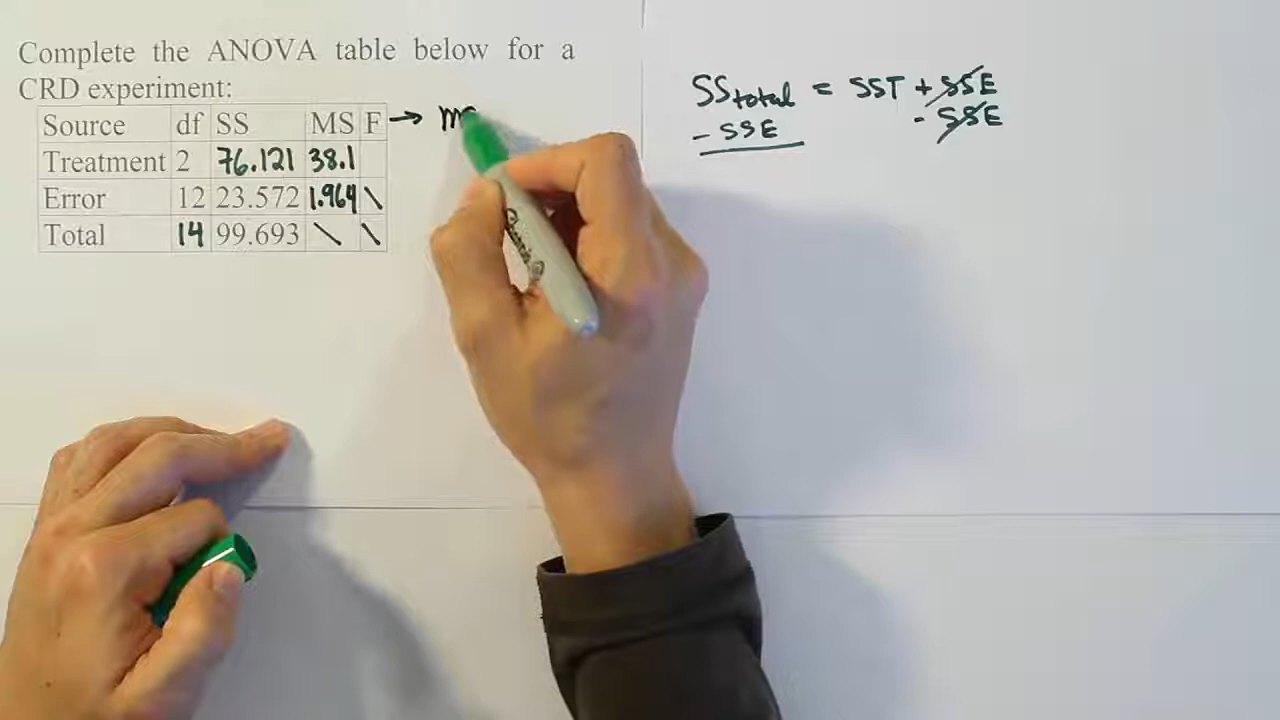 Complete the ANOVA table below for a
CRD experiment:
Source df SS MS F → m
Treatment 2 76.121 38.1
Error 12 23.572 1.964 \
Total 14 99.693 \ \
SStotal = SST + SSE
- SSE - SSE